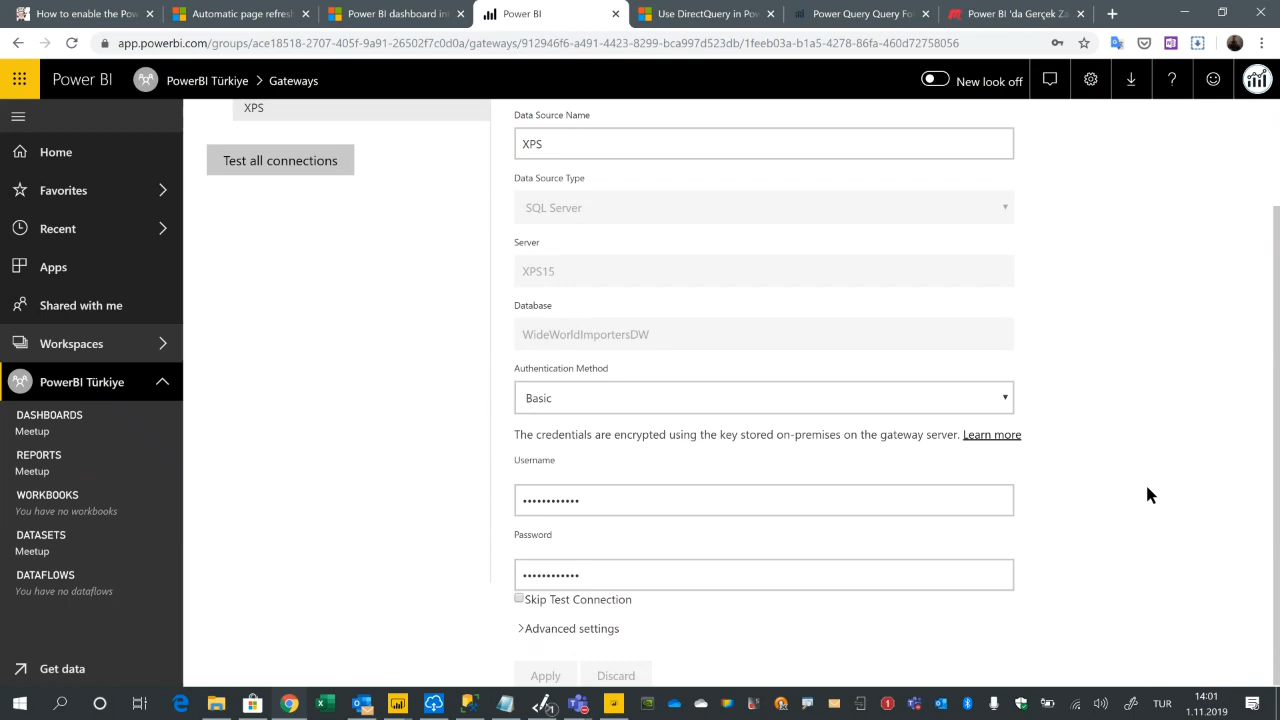 how to enable the Pow
Automatic page refresh
Power BI dashboard in
Power BI
Use DirectQuery in Pow
Power Query Query Fol
Power BI 'da Gerçek Za
app.powerbi.com/groups/ace18518-2707-405f-9a91-26502f7c0d0a/gateways/912946f6-a491-4423-8299-bca997d523db/1feeb03a-b1a5-4278-86fa-460d72758056
Power BI
PowerBI Türkiye > Gateways
New look off
Home
Favorites
Recent
Apps
Shared with me
Workspaces
PowerBI Türkiye
DASHBOARDS
Meetup
REPORTS
Meetup
WORKBOOKS
You have no workbooks
DATASETS
Meetup
DATAFLOWS
You have no dataflows
Get data
XPS
Test all connections
Data Source Name
XPS
Data Source Type
SQL Server
Server
XPS15
Database
WideWorldImportersDW
Authentication Method
Basic
The credentials are encrypted using the key stored on-premises on the gateway server. Learn more
Username
••••••••••••
Password
••••••••••••
Skip Test Connection
Advanced settings
Apply
Discard
TUR
14:01
1.11.2019